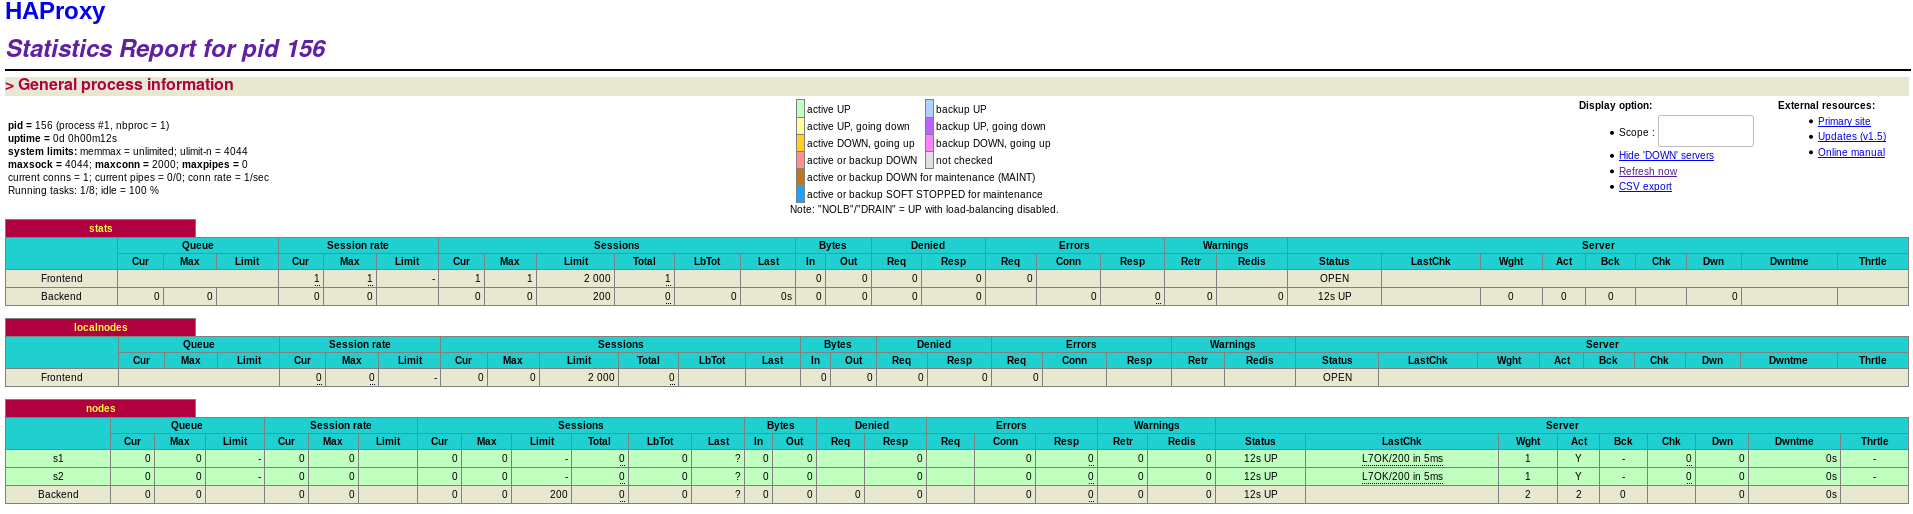 HAProxy
Statistics Report for pid 156
> General process information
pid = 156 (process #1, nbproc = 1)
uptime = 0d 0h00m12s
system limits: memmax = unlimited; ulimit-n = 4044
maxsock = 4044; maxconn = 2000; maxpipes = 0
current conns = 1; current pipes = 0/0; conn rate = 1/sec
Running tasks: 1/8; idle = 100 %
active UP backup UP
active UP, going down backup UP, going down
active DOWN, going up backup DOWN, going up
active or backup DOWN not checked
active or backup DOWN for maintenance (MAINT)
active or backup SOFT STOPPED for maintenance
Note: "NOLB"/"DRAIN" = UP with load-balancing disabled.
Display option:
• Scope :
• Hide 'DOWN' servers
• Refresh now
• CSV export
External resources:
• Primary site
• Updates (v1.5)
• Online manual
stats
Queue Session rate Sessions Bytes Denied Errors Warnings Server
Cur Max Limit Cur Max Limit Cur Max Limit Total LbTot Last In Out Req Resp Req Conn Resp Retr Redis Status LastChk Wght Act Bck Chk Dwn Dwntme Thrtle
Frontend 1 1 - 1 1 2 000 1 0 0 0 0 0 OPEN
Backend 0 0 0 0 0 0 200 0 0 0s 0 0 0 0 0 0 0 0 12s UP 0 0 0 0
localnodes
Queue Session rate Sessions Bytes Denied Errors Warnings Server
Cur Max Limit Cur Max Limit Cur Max Limit Total LbTot Last In Out Req Resp Req Conn Resp Retr Redis Status LastChk Wght Act Bck Chk Dwn Dwntme Thrtle
Frontend 0 0 - 0 0 2 000 0 0 0 0 0 0 OPEN
nodes
Queue Session rate Sessions Bytes Denied Errors Warnings Server
Cur Max Limit Cur Max Limit Cur Max Limit Total LbTot Last In Out Req Resp Req Conn Resp Retr Redis Status LastChk Wght Act Bck Chk Dwn Dwntme Thrtle
s1 0 0 - 0 0 0 0 - 0 0 ? 0 0 0 0 0 0 0 12s UP L7OK/200 in 5ms 1 Y - 0 0 0s -
s2 0 0 - 0 0 0 0 - 0 0 ? 0 0 0 0 0 0 0 12s UP L7OK/200 in 5ms 1 Y - 0 0 0s -
Backend 0 0 0 0 0 0 200 0 0 ? 0 0 0 0 0 0 0 0 12s UP 2 2 0 0 0s